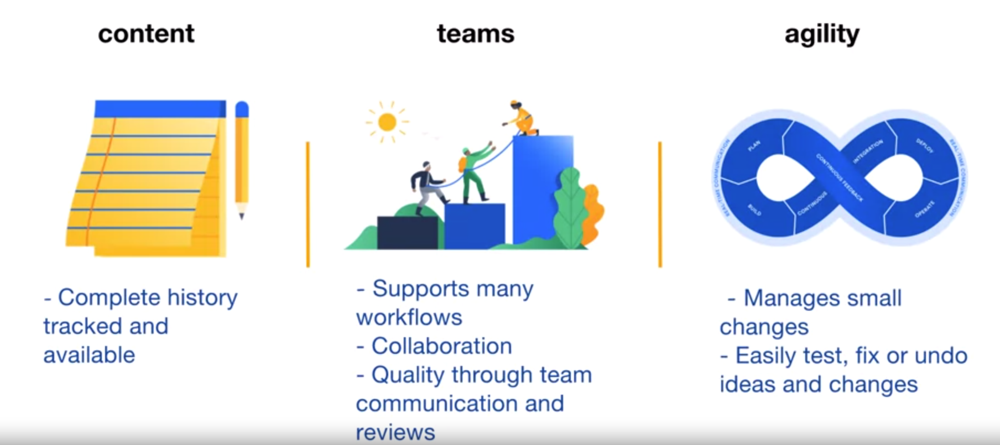 content
- Complete history
tracked and
available
teams
- Supports many
workflows
- Collaboration
- Quality through team
communication and
reviews
agility
REAL-TIME COMMUNICATION
PLAN
BUILD
CONTINUOUS INTEGRATION
CONTINUOUS FEEDBACK
DEPLOY
OPERATE
REAL-TIME COMMUNICATION
- Manages small
changes
- Easily test, fix or undo
ideas and changes